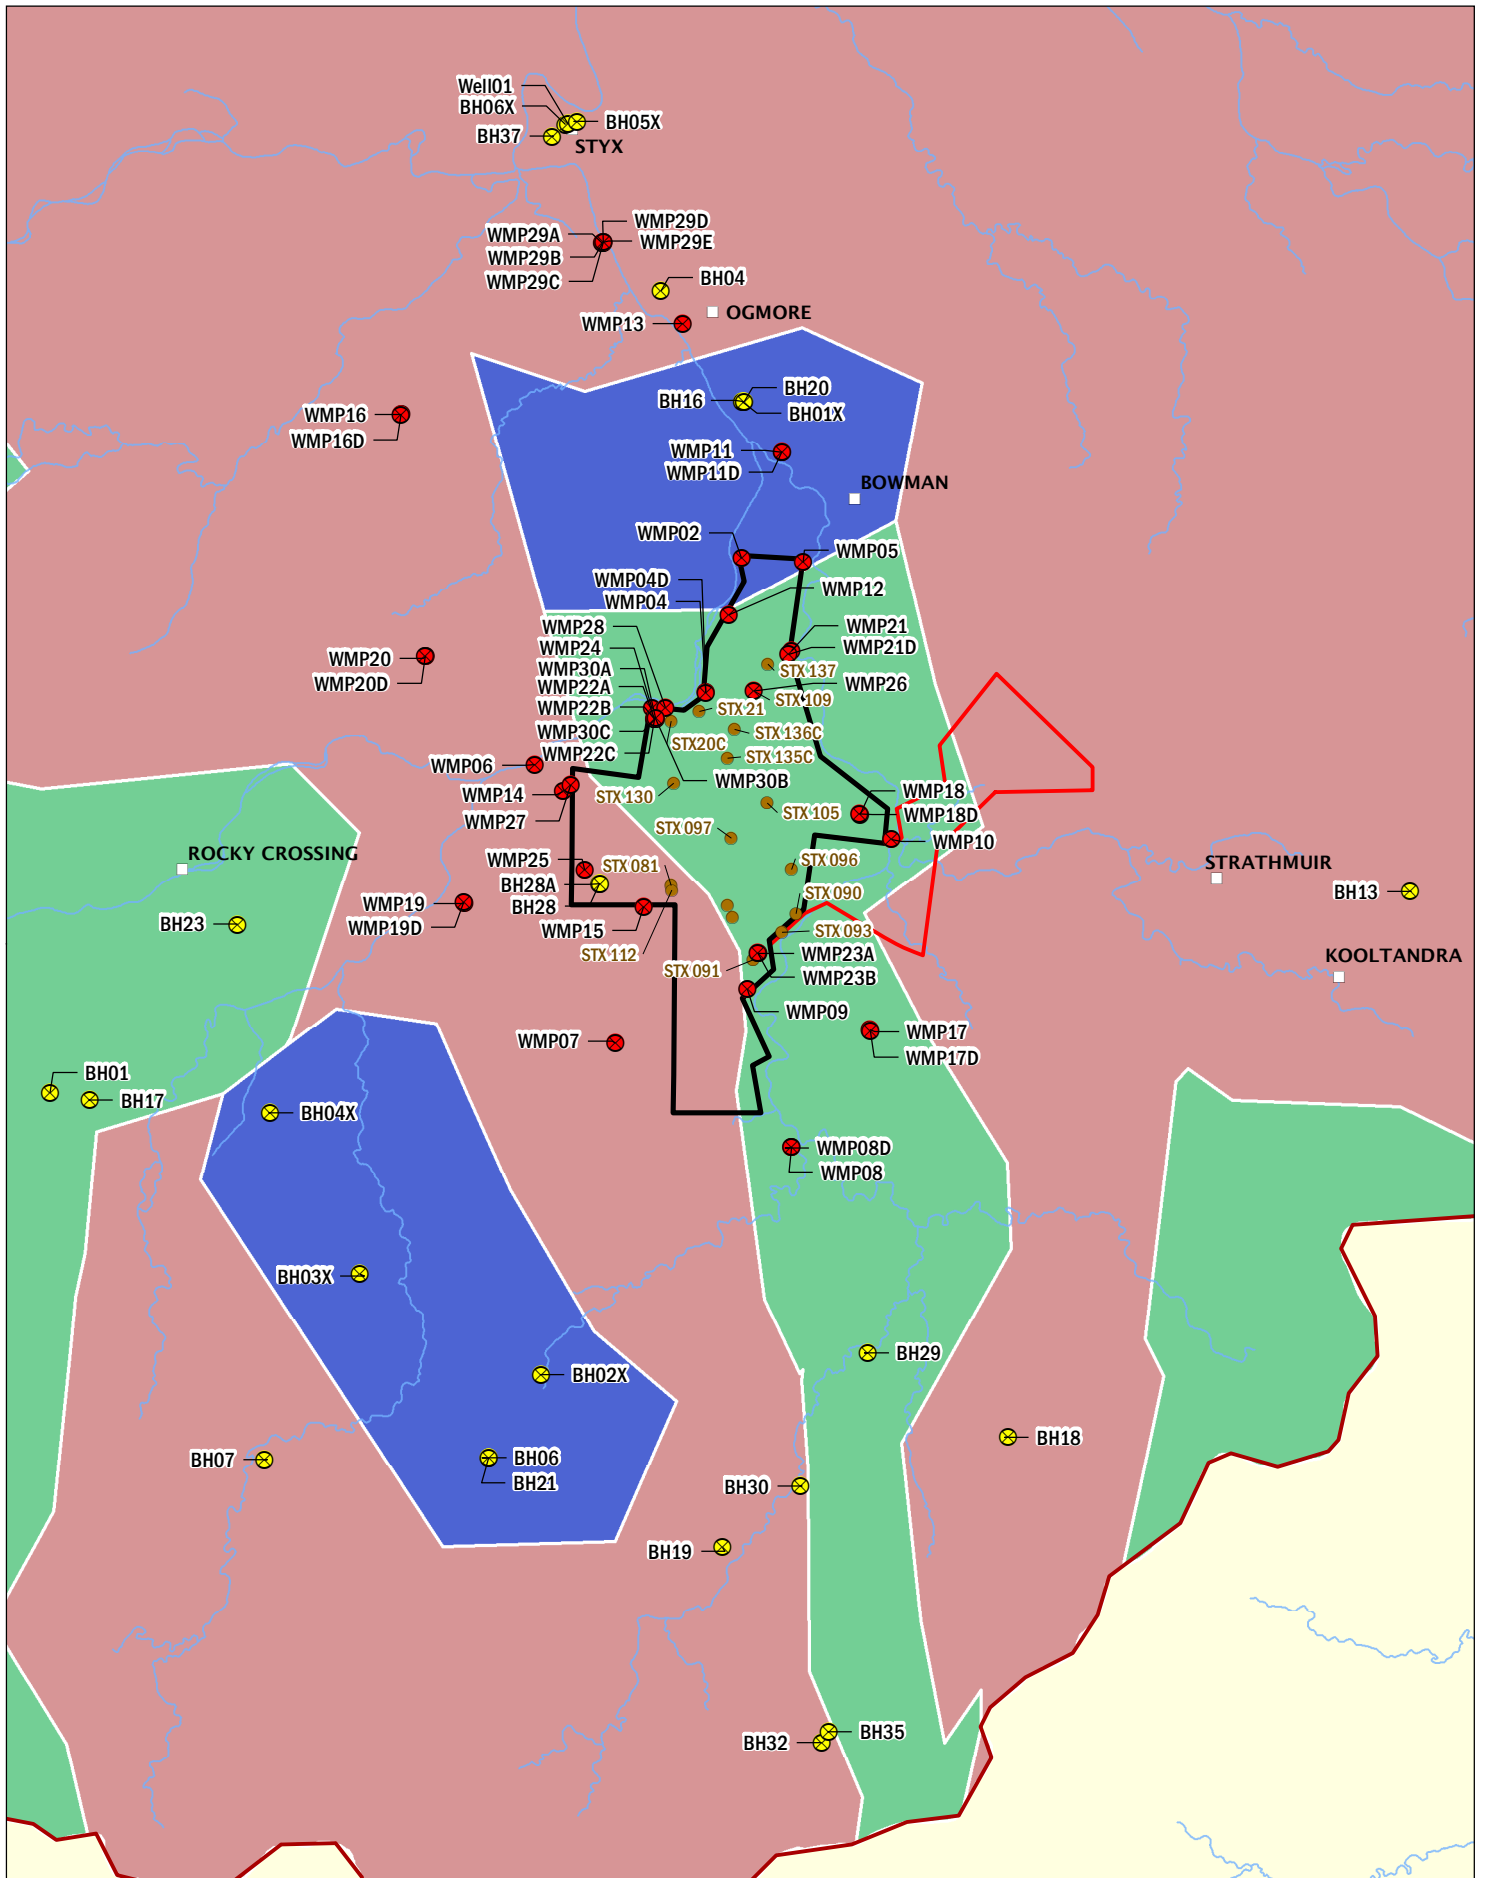 Well01
BH06X
BH05X
BH37
STYX
WMP29D
WMP29A
WMP29E
WMP29B
WMP29C
BH04
OGMORE
WMP13
BH20
BH16
BH01X
WMP16
WMP16D
WMP11
WMP11D
BOWMAN
WMP02
WMP05
WMP04D
WMP12
WMP04
WMP28
WMP21
WMP24
WMP21D
WMP20
WMP30A
STX 137
WMP20D
WMP22A
WMP26
STX 109
WMP22B
STX 21
WMP30C
STX 136C
STX20C
WMP22C
STX 135C
WMP06
WMP30B
WMP14
STX 130
WMP18
STX 105
WMP18D
WMP27
STX 097
WMP10
ROCKY CROSSING
WMP25
STX 081
STX 096
STRATHMUIR
BH28A
BH13
STX 090
WMP19
BH28
BH23
WMP19D
WMP15
STX 093
STX 112
WMP23A
KOOLTANDRA
STX 091
WMP23B
WMP09
WMP17
WMP07
WMP17D
BH01
BH17
BH04X
WMP08D
WMP08
BH03X
BH29
BH02X
BH18
BH07
BH06
BH21
BH30
BH19
BH35
BH32